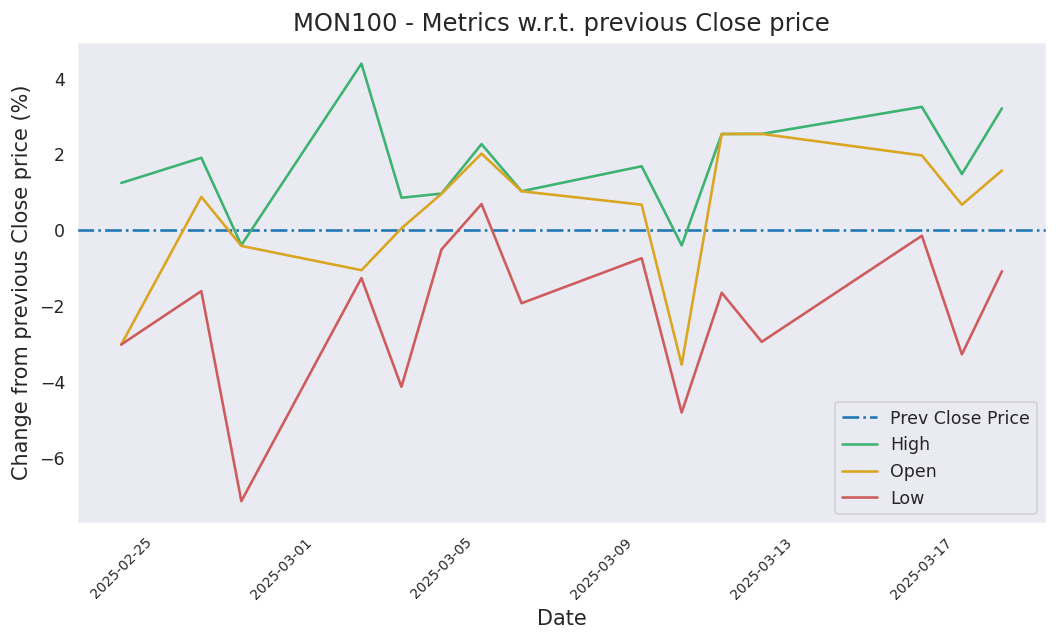 MON100 - Metrics w.r.t. previous Close price
Change from previous Close price (%)
4
2
0
−2
−4
−6
Prev Close Price
High
Open
Low
2025-02-25
2025-03-01
2025-03-05
2025-03-09
2025-03-13
2025-03-17
Date